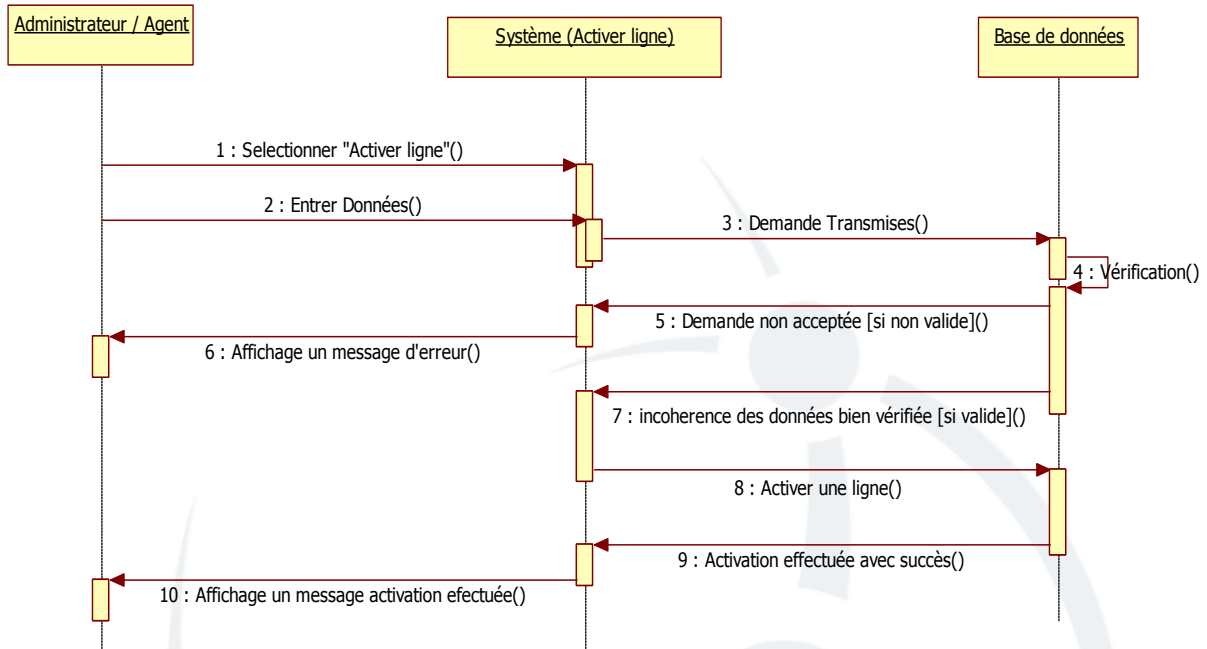 Administrateur / Agent
Système (Activer ligne)
Base de données
1 : Selectionner "Activer ligne"()
2 : Entrer Données()
3 : Demande Transmises()
4 : Vérification()
5 : Demande non acceptée [si non valide]()
6 : Affichage un message d'erreur()
7 : incoherence des données bien vérifiée [si valide]()
8 : Activer une ligne()
9 : Activation effectuée avec succès()
10 : Affichage un message activation efectuée()